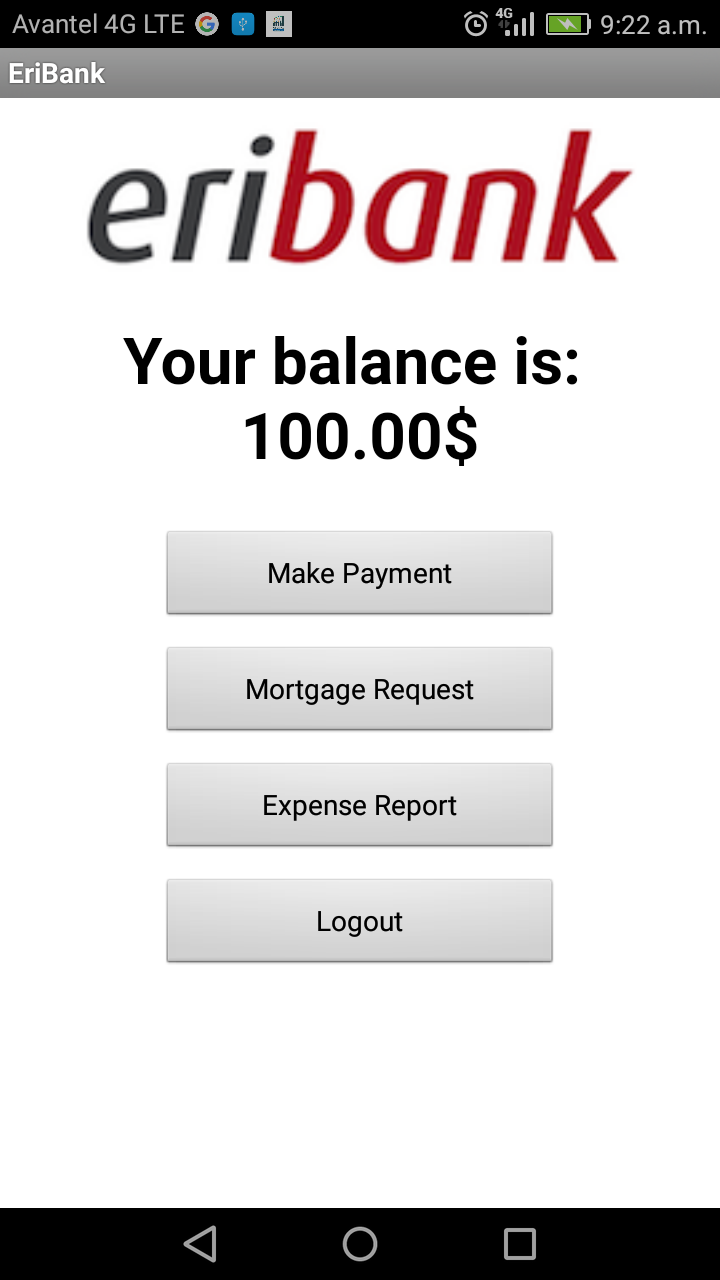 Avantel 4G LTE 4G 9:22 a.m.
EriBank
eribank
Your balance is:
100.00$
Make Payment
Mortgage Request
Expense Report
Logout